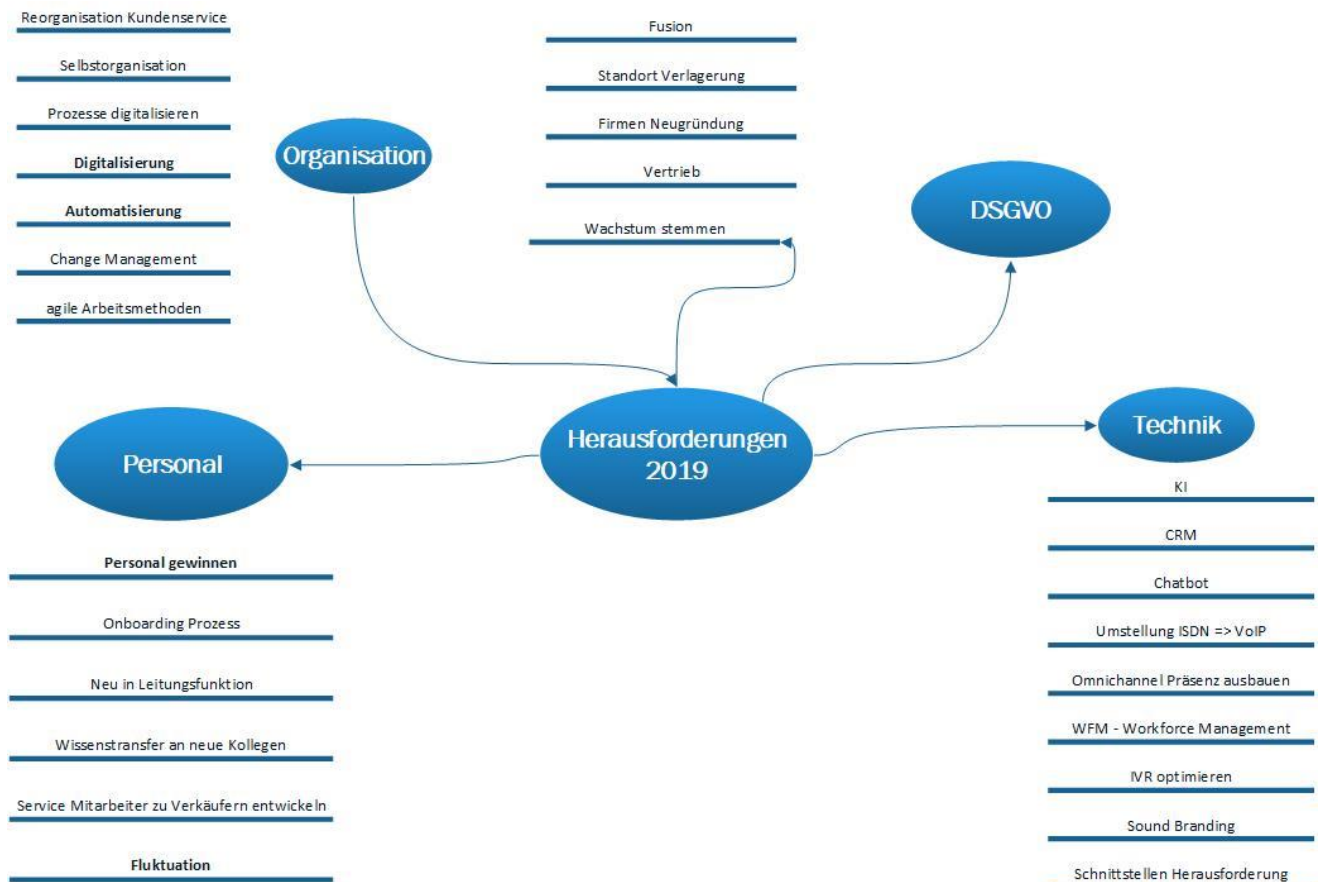 Reorganisation Kundenservice
Selbstorganisation
Prozesse digitalisieren
Digitalisierung
Automatisierung
Change Management
agile Arbeitsmethoden
Organisation
Fusion
Standort Verlagerung
Firmen Neugründung
Vertrieb
Wachstum stemmen
DSGVO
Herausforderungen
2019
Personal
Personal gewinnen
Onboarding Prozess
Neu in Leitungsfunktion
Wissenstransfer an neue Kollegen
Service Mitarbeiter zu Verkäufern entwickeln
Fluktuation
Technik
KI
CRM
Chatbot
Umstellung ISDN => VoIP
Omnichannel Präsenz ausbauen
WFM - Workforce Management
IVR optimieren
Sound Branding
Schnittstellen Herausforderung